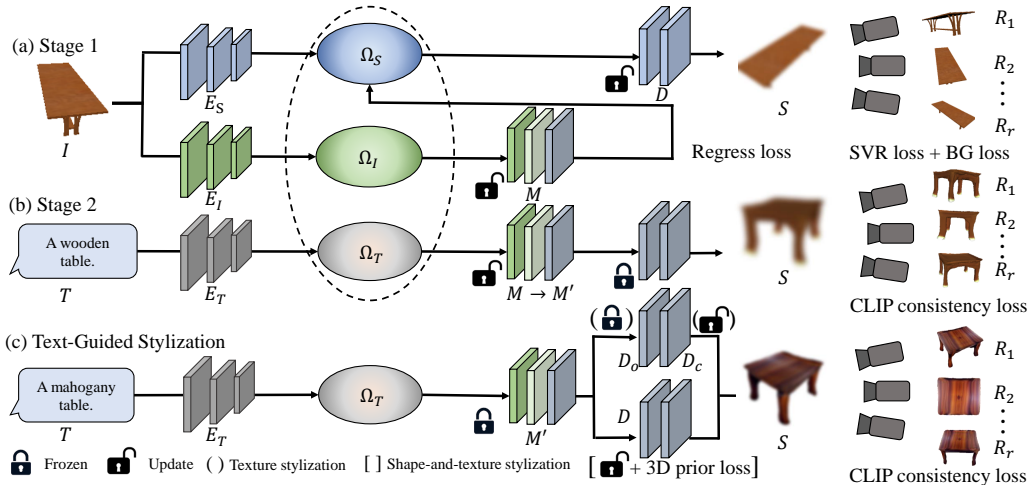 (a) Stage 1
I
E_S
Ω_S
D
S
R_1
R_2
R_r
E_I
Ω_I
M
Regress loss
SVR loss + BG loss
(b) Stage 2
A wooden
table.
T
E_T
Ω_T
M → M'
S
R_1
R_2
R_r
CLIP consistency loss
(c) Text-Guided Stylization
A mahogany
table.
T
E_T
Ω_T
M'
( )
( )
D_o
D_c
D
S
R_1
R_2
R_r
CLIP consistency loss
Frozen
Update
( ) Texture stylization
[ ] Shape-and-texture stylization
[ + 3D prior loss]